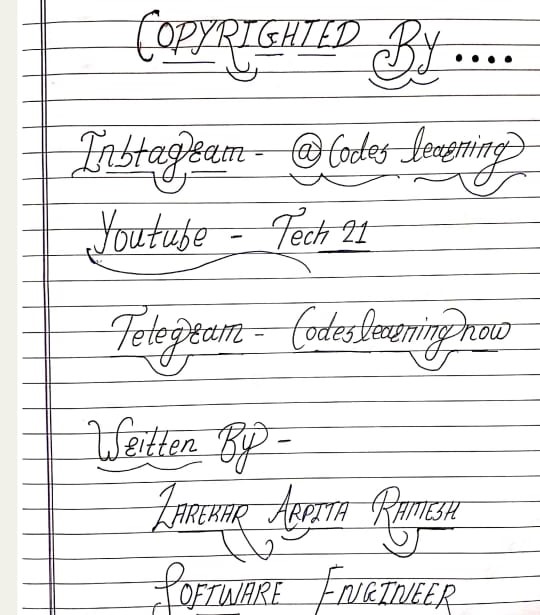 COPYRIGHTED By ....
Instagram - @Codes learning
Youtube - Tech 21
Telegram - Codeslearningnow
Written By -
ZAREKAR ARPITA RAMESH
SOFTWARE ENGINEER